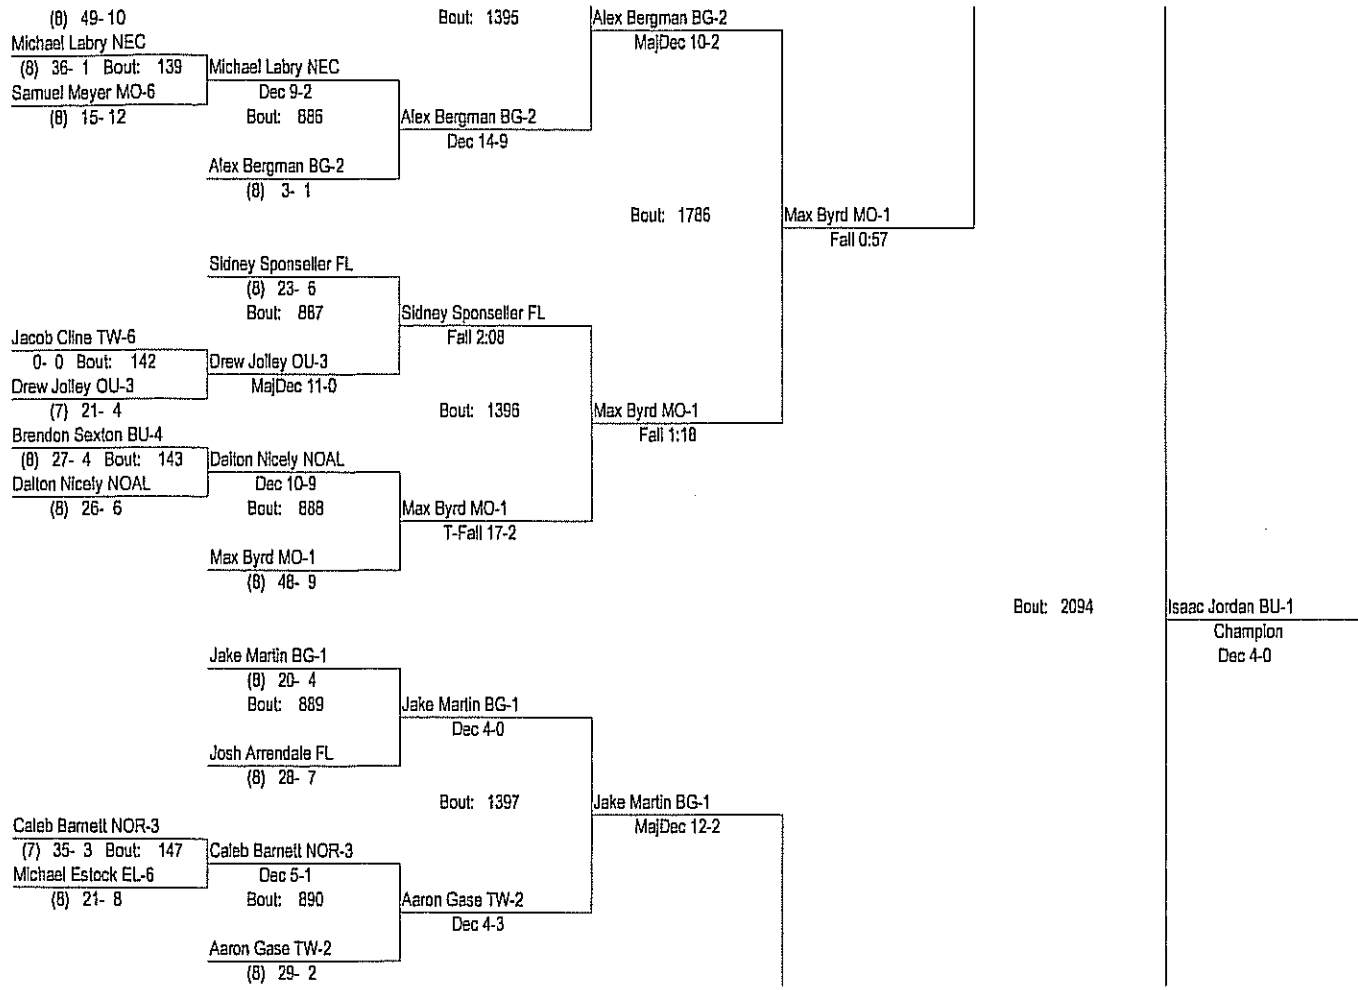 (8) 49- 10
Bout: 1395
Alex Bergman BG-2
MajDec 10-2
Michael Labry NEC
(8) 36- 1 Bout: 139
Samuel Meyer MO-6
(8) 15- 12
Michael Labry NEC
Dec 9-2
Bout: 886
Alex Bergman BG-2
Dec 14-9
Alex Bergman BG-2
(8) 3- 1
Bout: 1786
Max Byrd MO-1
Fall 0:57
Sidney Sponseller FL
(8) 23- 6
Bout: 887
Sidney Sponseller FL
Fall 2:08
Jacob Cline TW-6
0- 0 Bout: 142
Drew Jolley OU-3
(7) 21- 4
Drew Jolley OU-3
MajDec 11-0
Bout: 1396
Max Byrd MO-1
Fall 1:18
Brendon Sexton BU-4
(8) 27- 4 Bout: 143
Dalton Nicely NOAL
(8) 26- 6
Dalton Nicely NOAL
Dec 10-9
Bout: 888
Max Byrd MO-1
T-Fall 17-2
Max Byrd MO-1
(8) 48- 9
Bout: 2094
Isaac Jordan BU-1
Champion
Dec 4-0
Jake Martin BG-1
(8) 20- 4
Bout: 889
Jake Martin BG-1
Dec 4-0
Josh Arrendale FL
(8) 28- 7
Bout: 1397
Jake Martin BG-1
MajDec 12-2
Caleb Barnett NOR-3
(7) 35- 3 Bout: 147
Michael Estock EL-6
(8) 21- 8
Caleb Barnett NOR-3
Dec 5-1
Bout: 890
Aaron Gase TW-2
Dec 4-3
Aaron Gase TW-2
(8) 29- 2